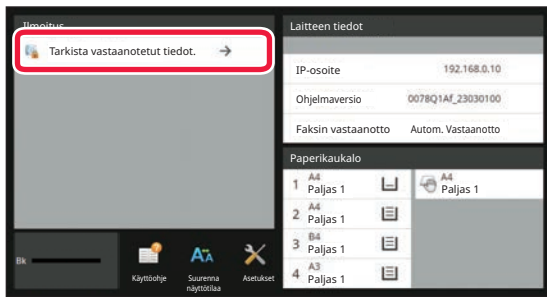 Ilmoitus
Tarkista vastaanotetut tiedot.
Laitteen tiedot
IP-osoite 192.168.0.10
Ohjelmaversio 0078Q1Af_23030100
Faksin vastaanotto Autom. Vastaanotto
Paperikaukalo
1 A4 Paljas 1
A4 Paljas 1
2 A4 Paljas 1
3 B4 Paljas 1
4 A3 Paljas 1
Bk
Käyttöohje
Suurenna
näyttötilaa
Asetukset